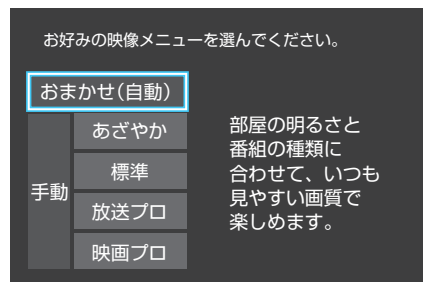 お好みの映像メニューを選んでください。
おまかせ(自動)
手動
あざやか
標準
放送プロ
映画プロ
部屋の明るさと
番組の種類に
合わせて、いつも
見やすい画質で
楽しめます。